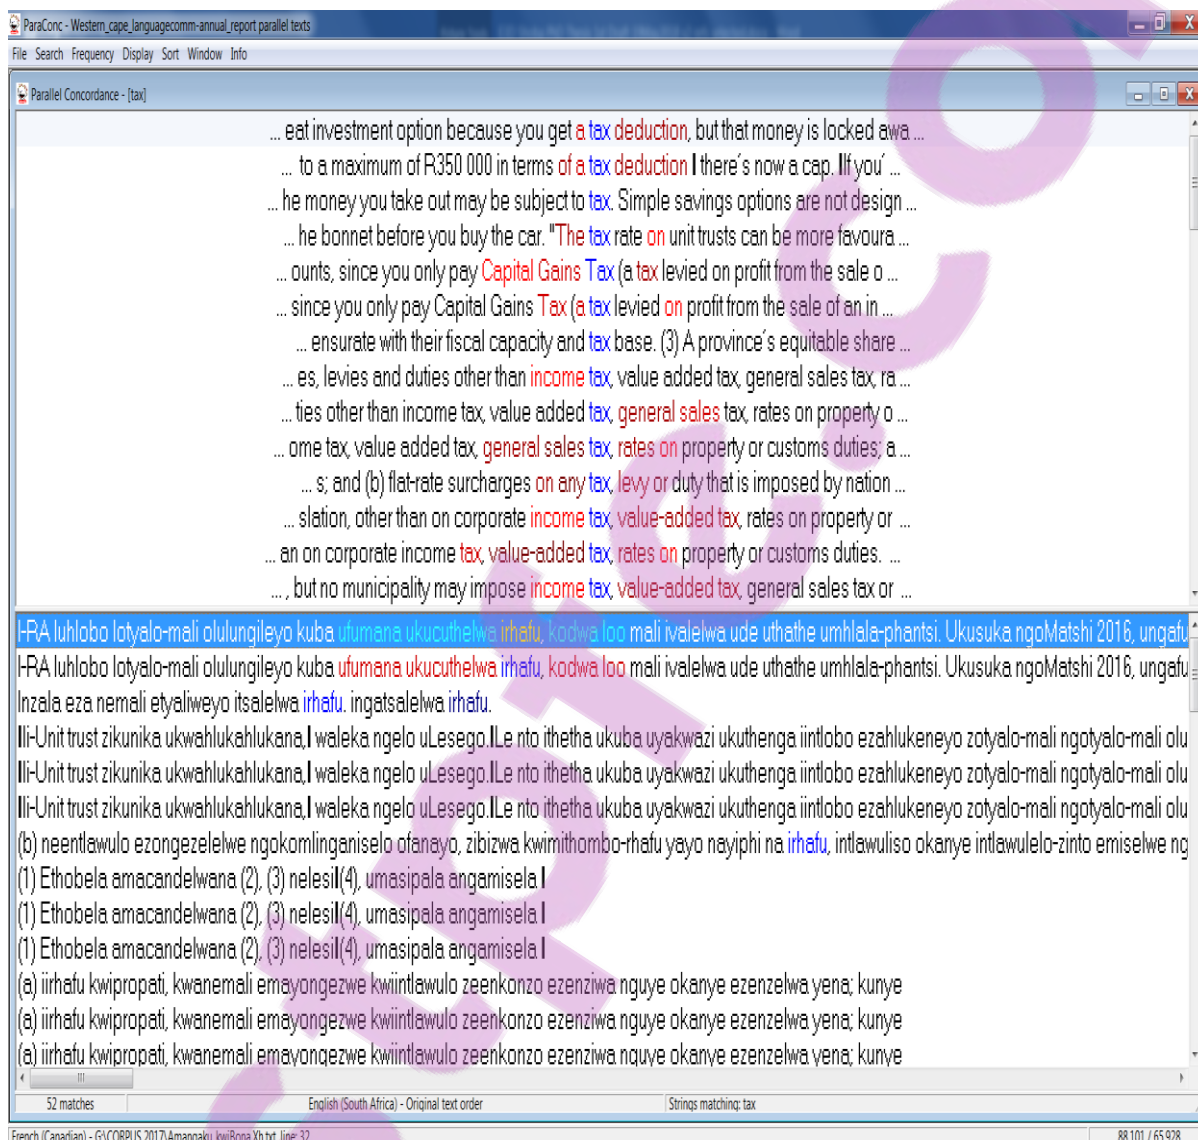 ParaConc - Western_cape_languagecomm-annual_report parallel texts
File Search Frequency Display Sort Window Info
Parallel Concordance - [tax]
... eat investment option because you get a tax deduction, but that money is locked awa ...
... to a maximum of R350 000 in terms of a tax deduction I there's now a cap. IIf you' ...
... he money you take out may be subject to tax. Simple savings options are not design ...
... he bonnet before you buy the car. "The tax rate on unit trusts can be more favoura ...
... ounts, since you only pay Capital Gains Tax (a tax levied on profit from the sale o ...
... since you only pay Capital Gains Tax (a tax levied on profit from the sale of an in ...
... ensurate with their fiscal capacity and tax base. (3) A province's equitable share ...
... es, levies and duties other than income tax, value added tax, general sales tax, ra ...
... ties other than income tax, value added tax, general sales tax, rates on property o ...
... ome tax, value added tax, general sales tax, rates on property or customs duties; a ...
... s; and (b) flat-rate surcharges on any tax, levy or duty that is imposed by nation ...
... slation, other than on corporate income tax, value-added tax, rates on property or ...
... an on corporate income tax, value-added tax, rates on property or customs duties. ...
... , but no municipality may impose income tax, value-added tax, general sales tax or ...
I-RA luhlobo lotyalo-mali olulungileyo kuba ufumana ukucuthelwa irhafu, kodwa loo mali ivalelwa ude uthathe umhlala-phantsi. Ukusuka ngoMatshi 2016, ungafu
I-RA luhlobo lotyalo-mali olulungileyo kuba ufumana ukucuthelwa irhafu, kodwa loo mali ivalelwa ude uthathe umhlala-phantsi. Ukusuka ngoMatshi 2016, ungafu
Inzala eza nemali etyaliweyo itsalelwa irhafu. ingatsalelwa irhafu.
IIi-Unit trust zikunika ukwahlukahlukana,I waleka ngelo uLesego.ILe nto ithetha ukuba uyakwazi ukuthenga iintlobo ezahlukeneyo zotyalo-mali ngotyalo-mali olu
IIi-Unit trust zikunika ukwahlukahlukana,I waleka ngelo uLesego.ILe nto ithetha ukuba uyakwazi ukuthenga iintlobo ezahlukeneyo zotyalo-mali ngotyalo-mali olu
IIi-Unit trust zikunika ukwahlukahlukana,I waleka ngelo uLesego.ILe nto ithetha ukuba uyakwazi ukuthenga iintlobo ezahlukeneyo zotyalo-mali ngotyalo-mali olu
(b) neentlawulo ezongezelelwe ngokomlinganiselo ofanayo, zibizwa kwimithombo-rhafu yayo nayiphi na irhafu, intlawuliso okanye intlawulelo-zinto emiselwe ng
(1) Ethobela amacandelwana (2), (3) nelesiI(4), umasipala angamisela I
(1) Ethobela amacandelwana (2), (3) nelesiI(4), umasipala angamisela I
(1) Ethobela amacandelwana (2), (3) nelesiI(4), umasipala angamisela I
(a) iirhafu kwipropati, kwanemali emayongezwe kwiintlawulo zeenkonzo ezenziwa nguye okanye ezenzelwa yena; kunye
(a) iirhafu kwipropati, kwanemali emayongezwe kwiintlawulo zeenkonzo ezenziwa nguye okanye ezenzelwa yena; kunye
(a) iirhafu kwipropati, kwanemali emayongezwe kwiintlawulo zeenkonzo ezenziwa nguye okanye ezenzelwa yena; kunye
52 matches English (South Africa) - Original text order Strings matching: tax
French (Canadian) - G:\CORPUS 2017\Amangaku_kwiBona Xh.txt, line: 32 88,101 / 65,928